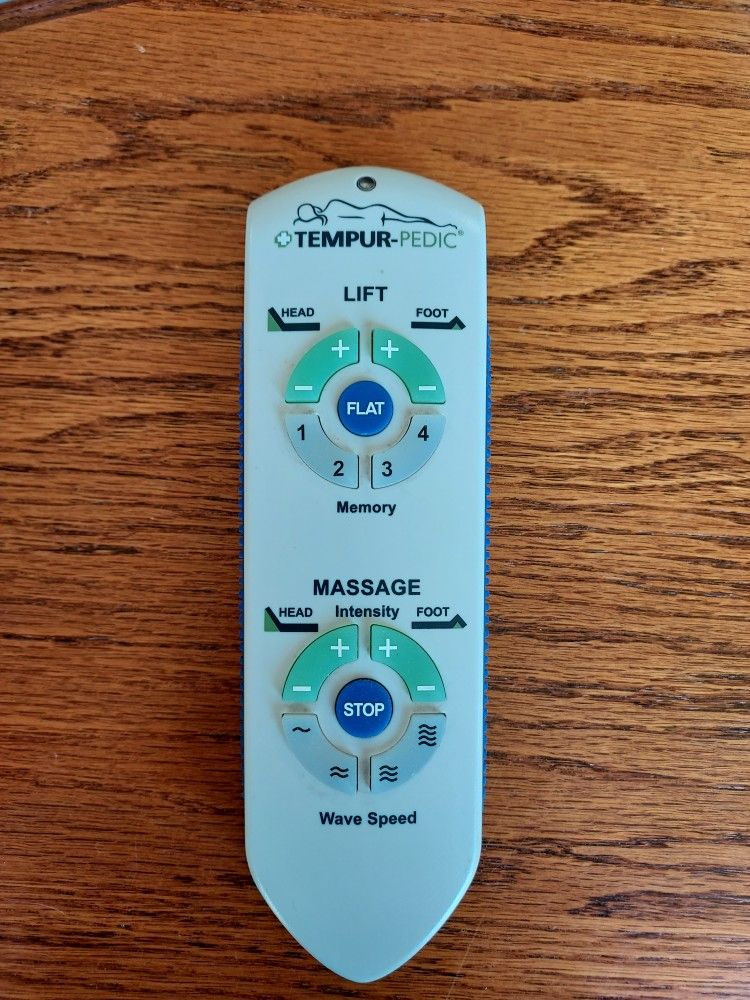 TEMPUR-PEDIC®
LIFT
HEAD FOOT
+ +
− −
FLAT
1 4
2 3
Memory
MASSAGE
HEAD Intensity FOOT
+ +
− −
STOP
~ ≈ ≋
Wave Speed